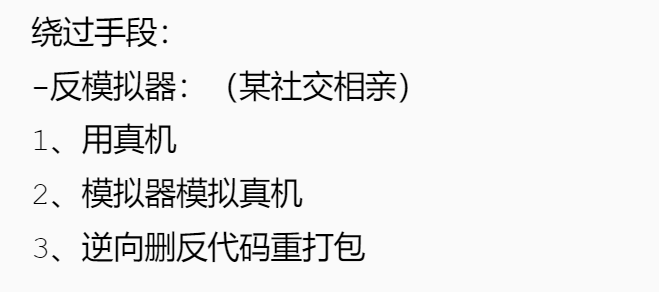 绕过手段：
-反模拟器：（某社交相亲）
1、用真机
2、模拟器模拟真机
3、逆向删反代码重打包